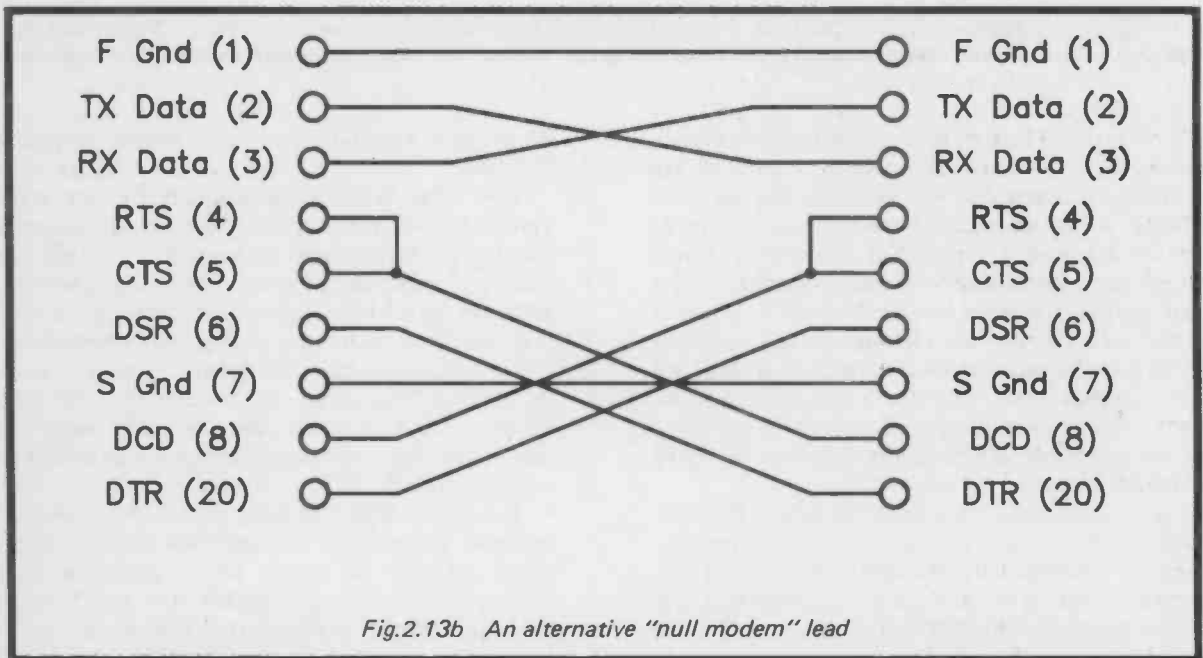 F Gnd (1) F Gnd (1)
TX Data (2) TX Data (2)
RX Data (3) RX Data (3)
RTS (4) RTS (4)
CTS (5) CTS (5)
DSR (6) DSR (6)
S Gnd (7) S Gnd (7)
DCD (8) DCD (8)
DTR (20) DTR (20)
Fig.2.13b An alternative "null modem" lead